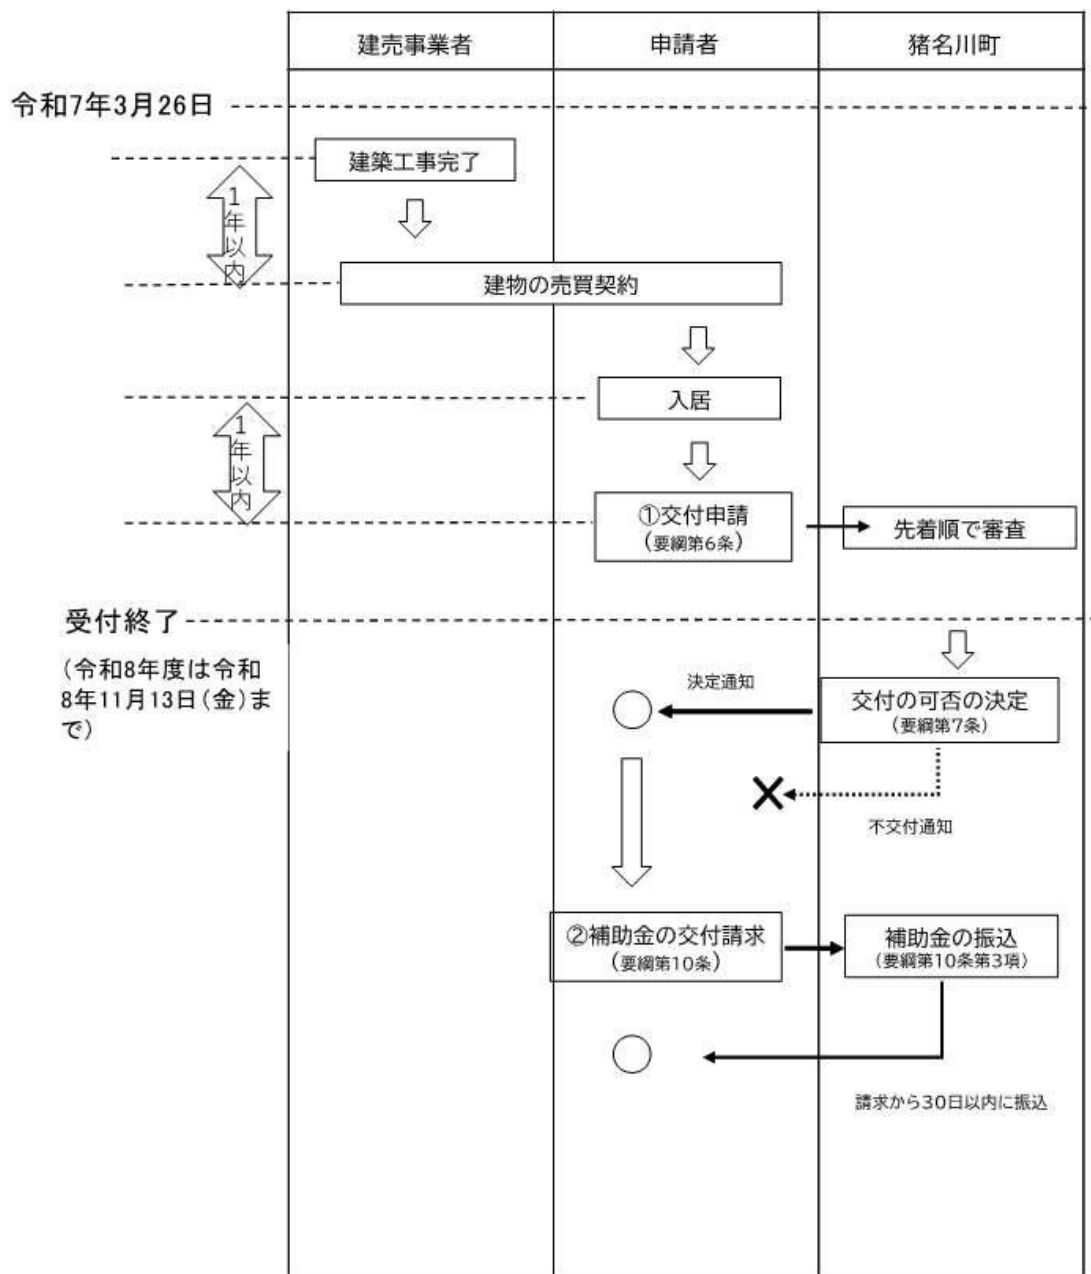 建売事業者
申請者
猪名川町
令和7年3月26日
建築工事完了
1年以内
建物の売買契約
入居
1年以内
①交付申請
(要綱第6条)
先着順で審査
受付終了
(令和8年度は令和
8年11月13日(金)ま
で)
決定通知
交付の可否の決定
(要綱第7条)
不交付通知
②補助金の交付請求
(要綱第10条)
補助金の振込
(要綱第10条第3項)
請求から30日以内に振込